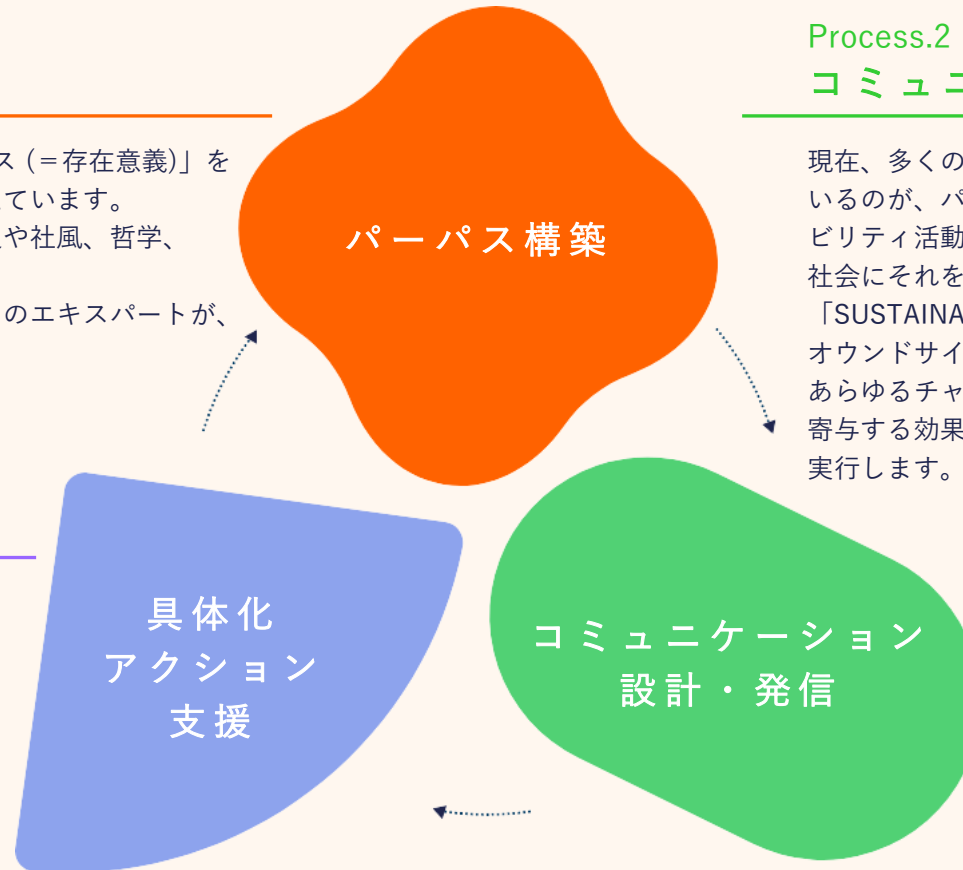 Process.2
コミュニ
ス (＝存在意義)」を
ています。
や社風、哲学、
のエキスパートが、
パーパス構築
現在、多くの
いるのが、パ
ビリティ活動
社会にそれを
「SUSTAINA
オウンドサイ
あらゆるチャ
寄与する効果
実行します。
具体化
アクション
支援
コミュニケーション
設計・発信